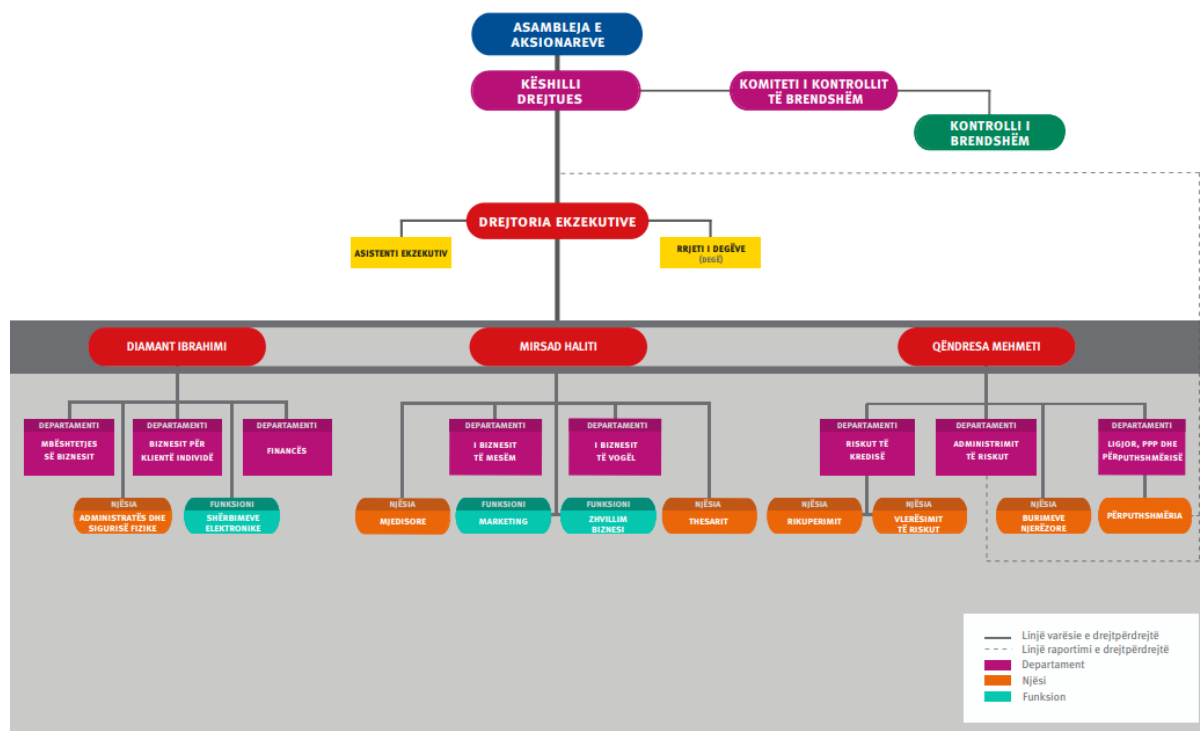 ASAMBLEJA E
AKSIONAREVE
KËSHILLI
DREJTUES
KOMITETI I KONTROLLIT
TË BRENDSHËM
KONTROLLI I
BRENDSHËM
DREJTORIA EKZEKUTIVE
ASISTENTI EKZEKUTIV
RRJETI I DEGËVE
(DEGË)
DIAMANT IBRAHIMI
MIRSAD HALITI
QËNDRESA MEHMETI
DEPARTAMENTI
MBËSHTETJES
SË BIZNESIT
DEPARTAMENTI
BIZNESIT PËR
KLIENTË INDIVIDË
DEPARTAMENTI
FINANCËS
DEPARTAMENTI
I BIZNESIT
TË MESËM
DEPARTAMENTI
I BIZNESIT
TË VOGËL
DEPARTAMENTI
RISKUT TË
KREDISË
DEPARTAMENTI
ADMINISTRIMIT
TË RISKUT
DEPARTAMENTI
LIGJOR, PPP DHE
PËRPUTHSHMËRISË
NJËSIA
ADMINISTRATËS DHE
SIGURISË FIZIKE
FUNKSIONI
SHËRBIMEVE
ELEKTRONIKE
NJËSIA
MJEDISORE
FUNKSIONI
MARKETING
FUNKSIONI
ZHVILLIM
BIZNESI
NJËSIA
THESARIT
NJËSIA
RIKUPERIMIT
NJËSIA
VLERËSIMIT
TË RISKUT
NJËSIA
BURIMEVE
NJERËZORE
NJËSIA
PËRPUTHSHMËRIA
Linjë varësie e drejtpërdrejtë
Linjë raportimi e drejtpërdrejtë
Departament
Njësi
Funksion